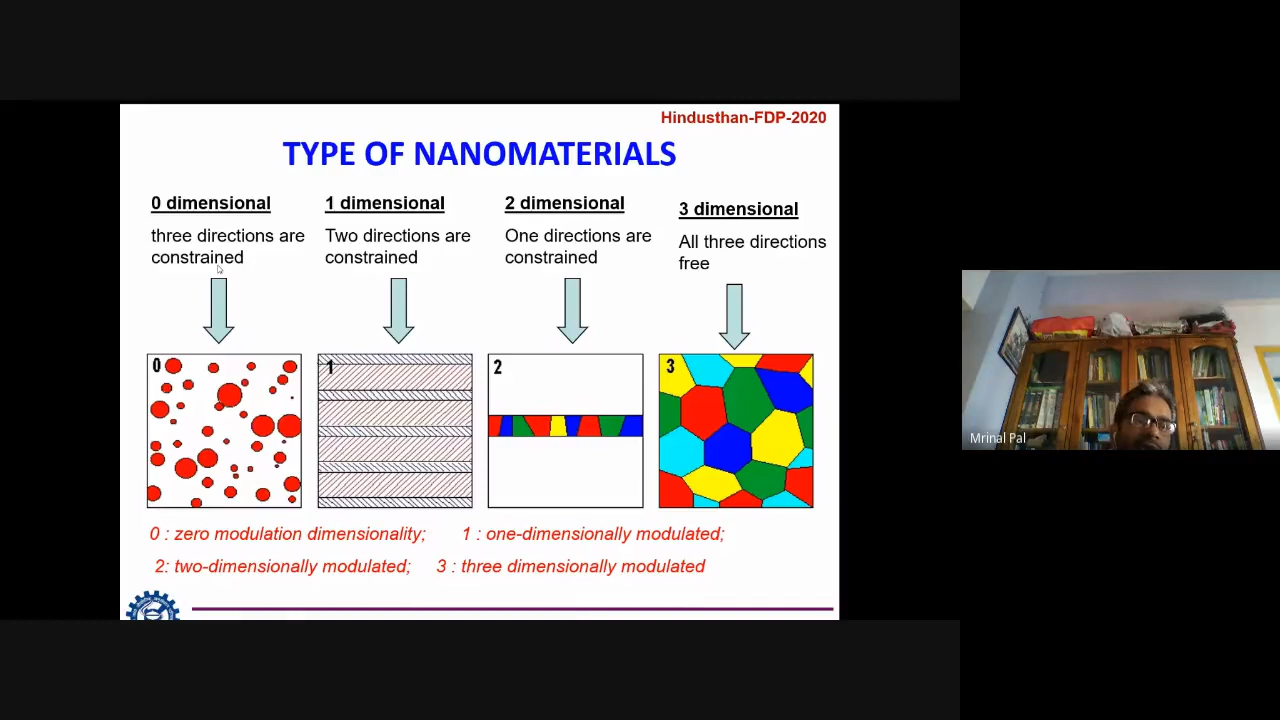 Hindusthan-FDP-2020
TYPE OF NANOMATERIALS
0 dimensional
three directions are
constrained
1 dimensional
Two directions are
constrained
2 dimensional
One directions are
constrained
3 dimensional
All three directions
free
0
1
2
3
0 : zero modulation dimensionality; 1 : one-dimensionally modulated;
2: two-dimensionally modulated; 3 : three dimensionally modulated
Mrinal Pal